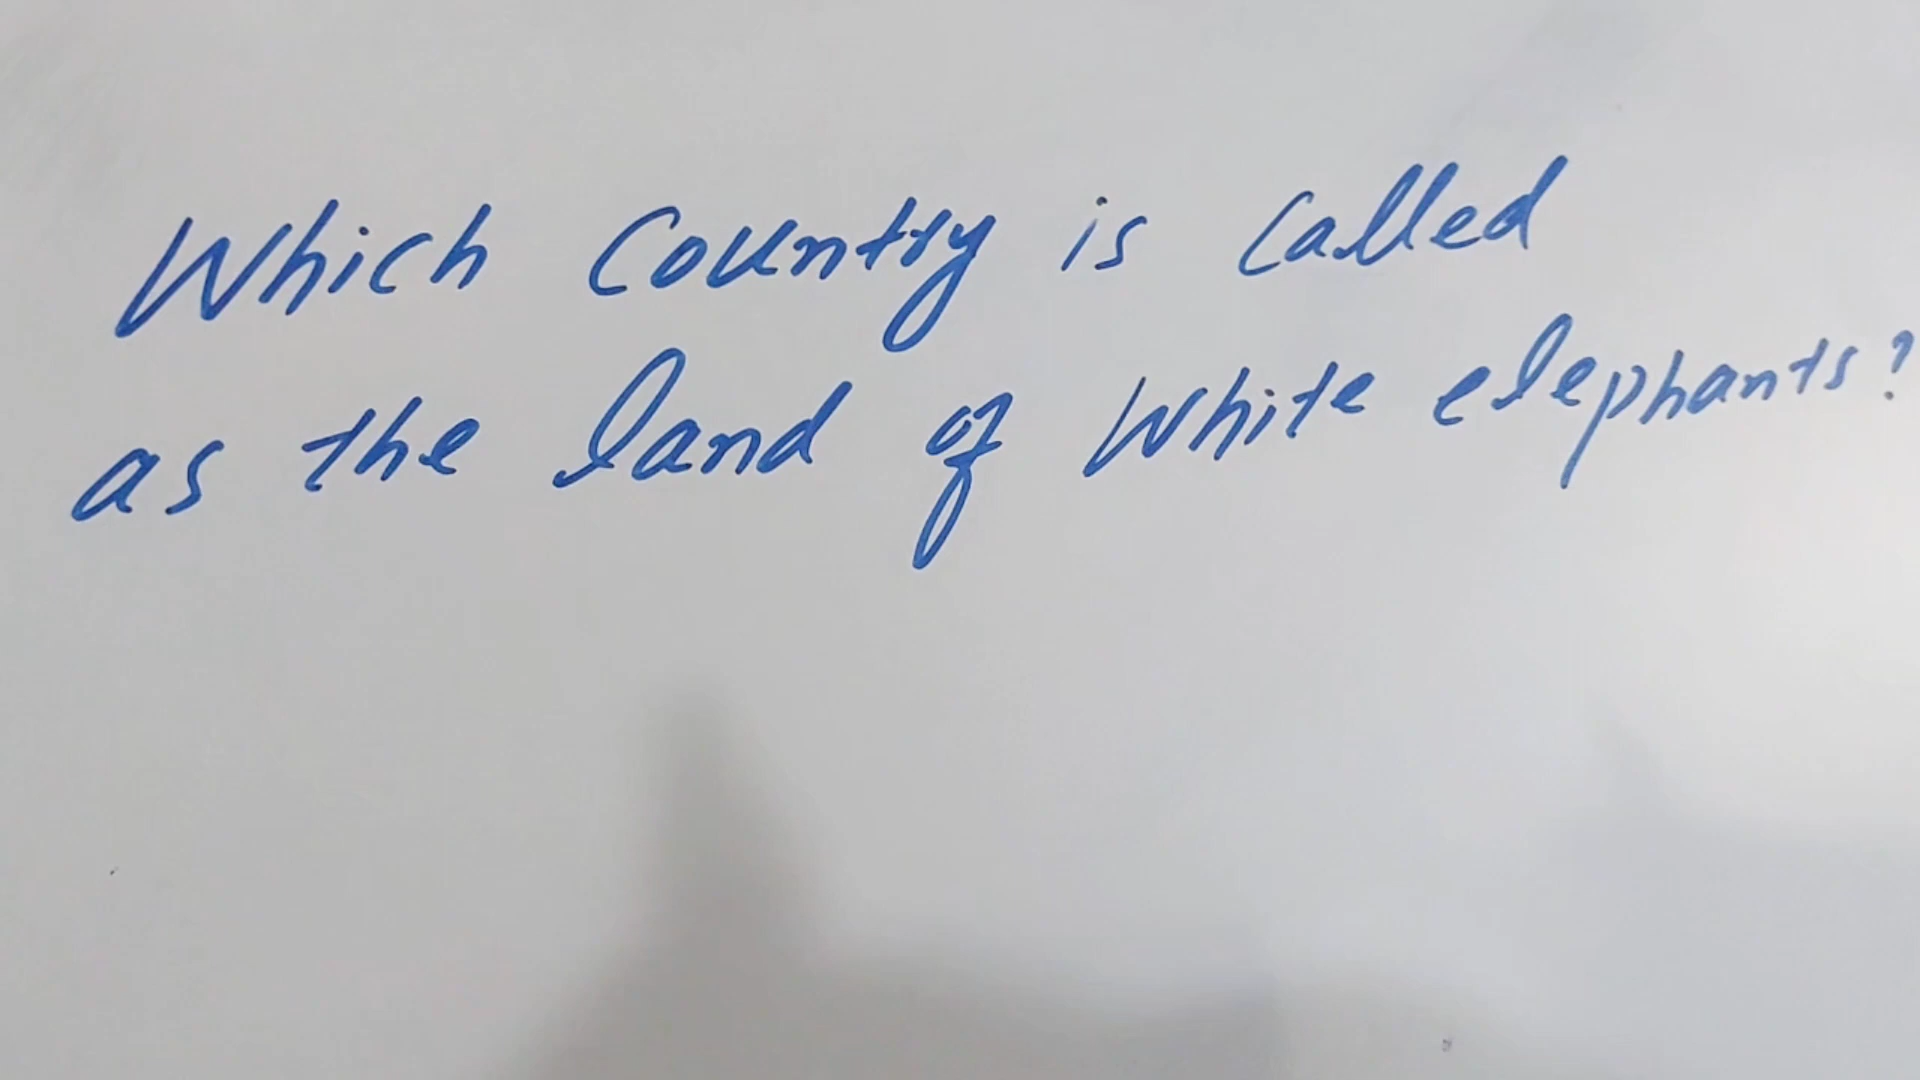 Which Country is called
as the land of White elephants?